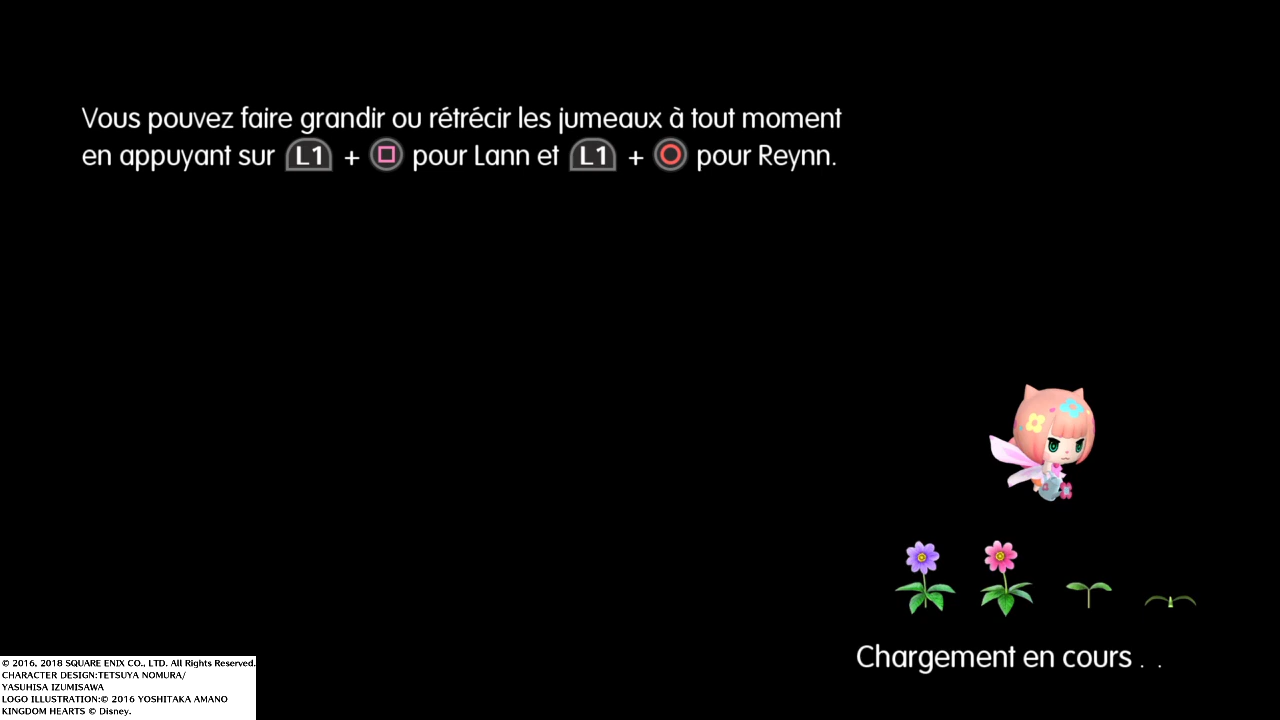 Vous pouvez faire grandir ou rétrécir les jumeaux à tout moment
en appuyant sur L1 + pour Lann et L1 + pour Reynn.
Chargement en cours . .
© 2016, 2018 SQUARE ENIX CO., LTD. All Rights Reserved.
CHARACTER DESIGN:TETSUYA NOMURA/
YASUHISA IZUMISAWA
LOGO ILLUSTRATION:© 2016 YOSHITAKA AMANO
KINGDOM HEARTS © Disney.